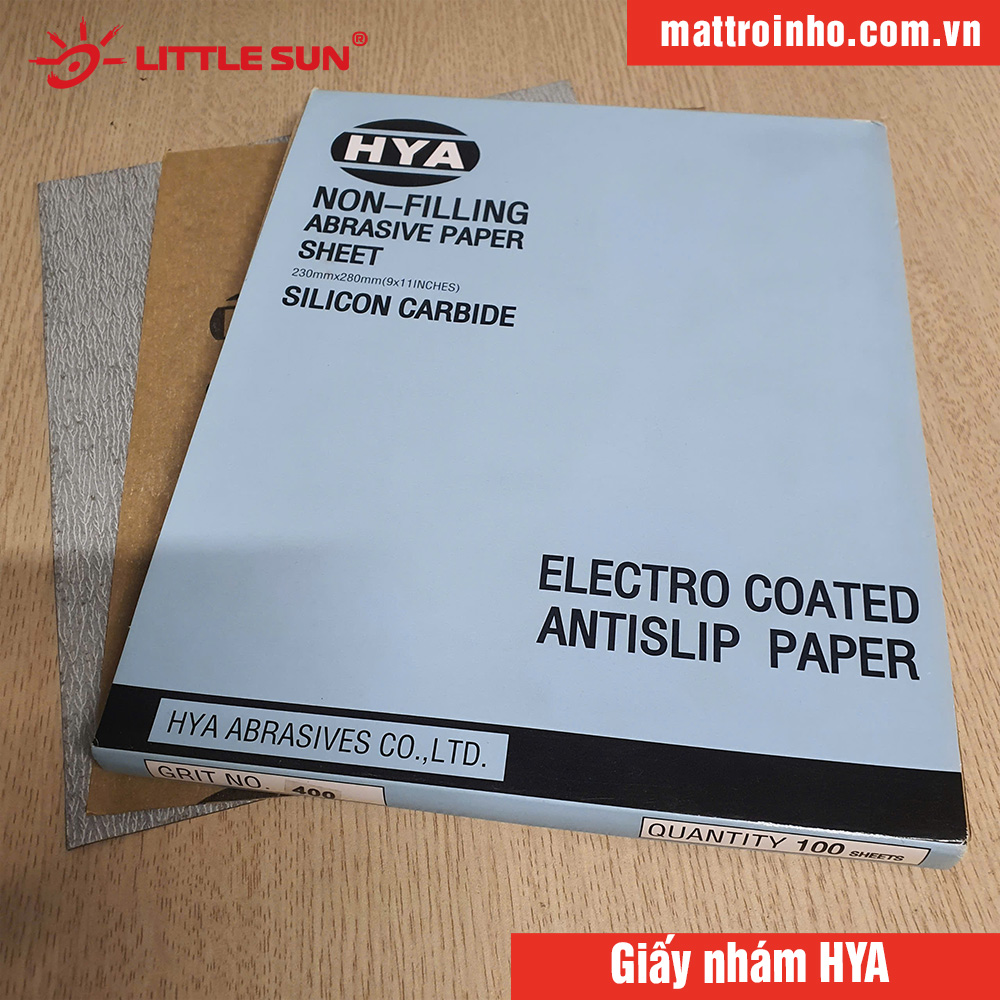 LITTLE SUN®
mattroinho.com.vn
HYA
NON-FILLING
ABRASIVE PAPER
SHEET
230mmx280mm(9x11INCHES)
SILICON CARBIDE
ELECTRO COATED
ANTISLIP PAPER
HYA ABRASIVES CO.,LTD.
GRIT NO. 400
QUANTITY 100 SHEETS
Giấy nhám HYA